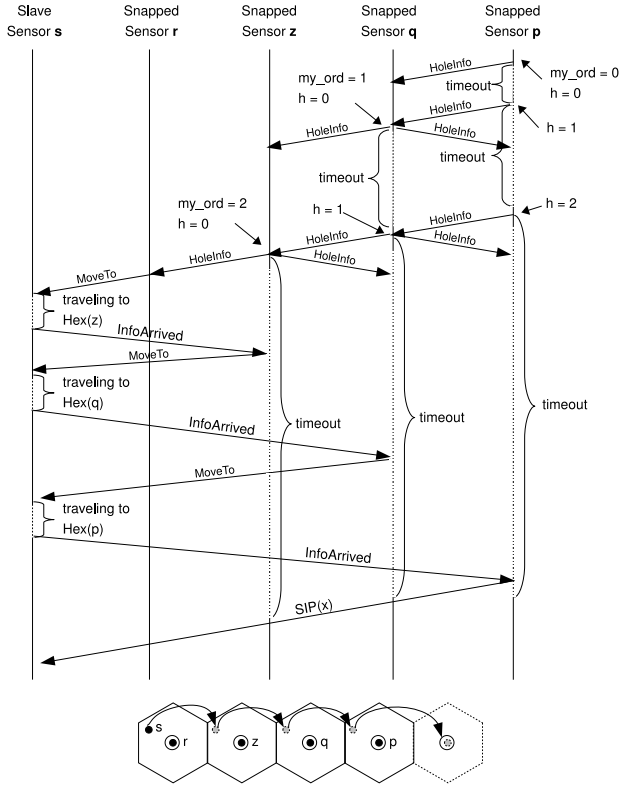 Slave
Sensor s
Snapped
Sensor r
Snapped
Sensor z
Snapped
Sensor q
Snapped
Sensor p
HoleInfo
my_ord = 0
h = 0
timeout
my_ord = 1
h = 0
HoleInfo
h = 1
HoleInfo
HoleInfo
timeout
timeout
my_ord = 2
h = 0
h = 1
HoleInfo
h = 2
HoleInfo
HoleInfo
HoleInfo
HoleInfo
MoveTo
traveling to
Hex(z)
InfoArrived
MoveTo
traveling to
Hex(q)
InfoArrived
timeout
timeout
timeout
MoveTo
traveling to
Hex(p)
InfoArrived
SIP(x)
s
r
z
q
p